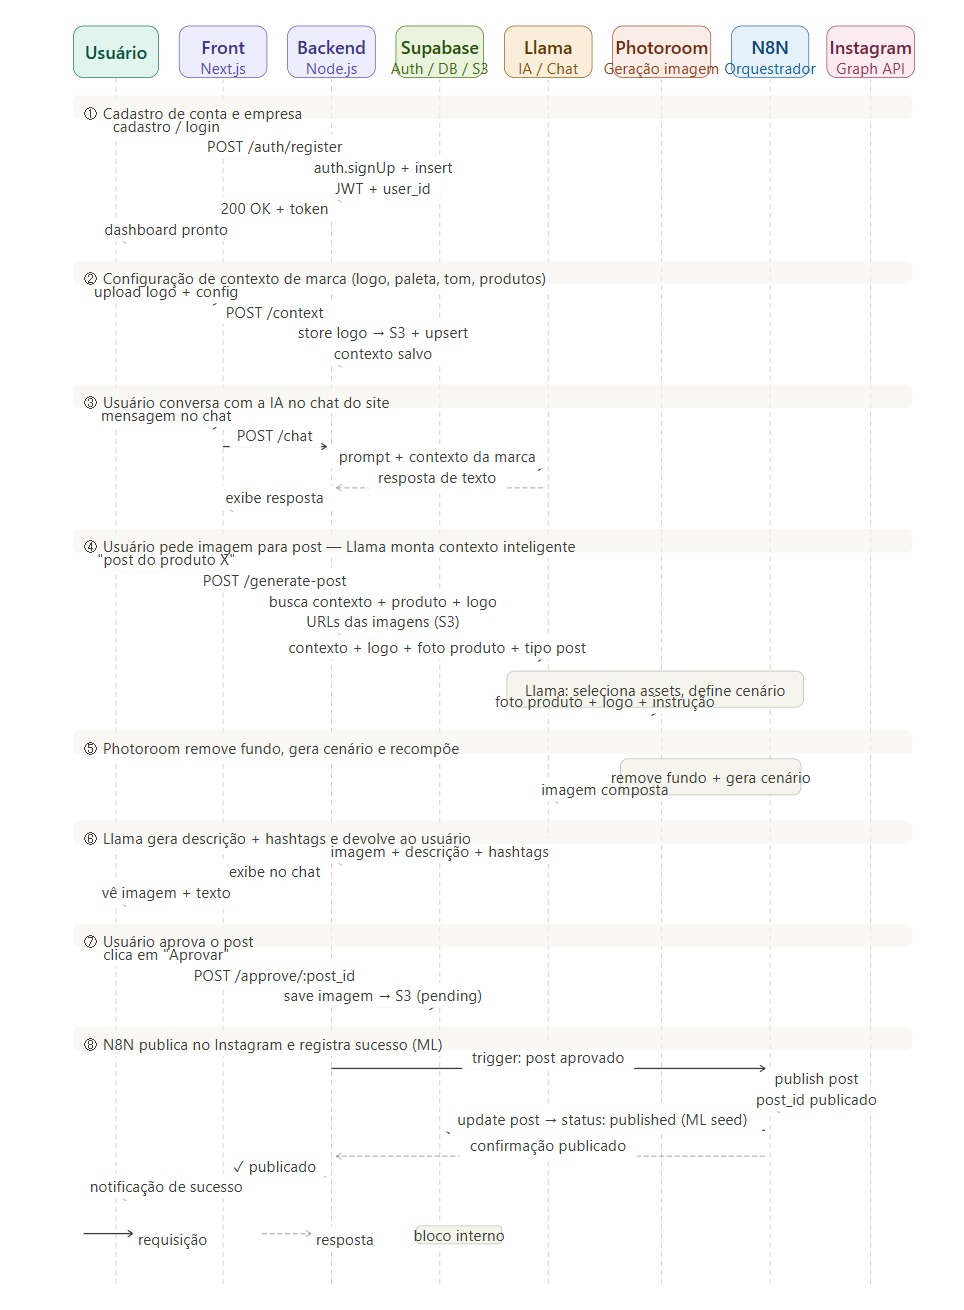 Usuário
Front
Next.js
Backend
Node.js
Supabase
Auth / DB / S3
Llama
IA / Chat
Photoroom
Geração imagem
N8N
Orquestrador
Instagram
Graph API
① Cadastro de conta e empresa
cadastro / login
POST /auth/register
auth.signUp + insert
JWT + user_id
200 OK + token
dashboard pronto
② Configuração de contexto de marca (logo, paleta, tom, produtos)
upload logo + config
POST /context
store logo → S3 + upsert
contexto salvo
③ Usuário conversa com a IA no chat do site
mensagem no chat
POST /chat
prompt + contexto da marca
resposta de texto
exibe resposta
④ Usuário pede imagem para post — Llama monta contexto inteligente
"post do produto X"
POST /generate-post
busca contexto + produto + logo
URLs das imagens (S3)
contexto + logo + foto produto + tipo post
Llama: seleciona assets, define cenário
foto produto + logo + instrução
⑤ Photoroom remove fundo, gera cenário e recompõe
remove fundo + gera cenário
imagem composta
⑥ Llama gera descrição + hashtags e devolve ao usuário
imagem + descrição + hashtags
exibe no chat
vê imagem + texto
⑦ Usuário aprova o post
clica em "Aprovar"
POST /approve/:post_id
save imagem → S3 (pending)
⑧ N8N publica no Instagram e registra sucesso (ML)
trigger: post aprovado
publish post
post_id publicado
update post → status: published (ML seed)
confirmação publicado
✓ publicado
notificação de sucesso
requisição
resposta
bloco interno